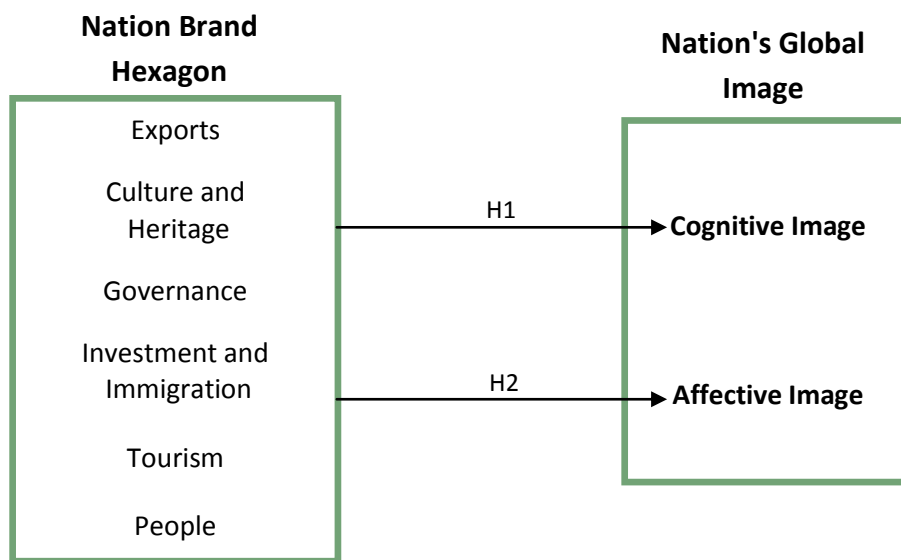 Nation Brand
Hexagon
Exports
Culture and
Heritage
Governance
Investment and
Immigration
Tourism
People
H1
H2
Nation's Global
Image
Cognitive Image
Affective Image